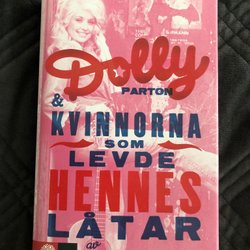 Dolly
PARTON
& KVINNORNA
SOM
LEVDE
HENNES
LÅTAR
av